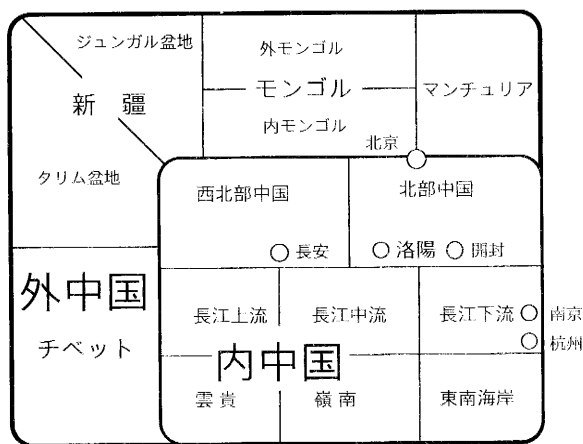 ジュンガル盆地
外モンゴル
新疆
モンゴル
マンチュリア
内モンゴル
北京
タリム盆地
西北部中国
北部中国
長安
洛陽
開封
外中国
長江上流
長江中流
長江下流
南京
チベット
内中国
杭州
雲貴
嶺南
東南海岸